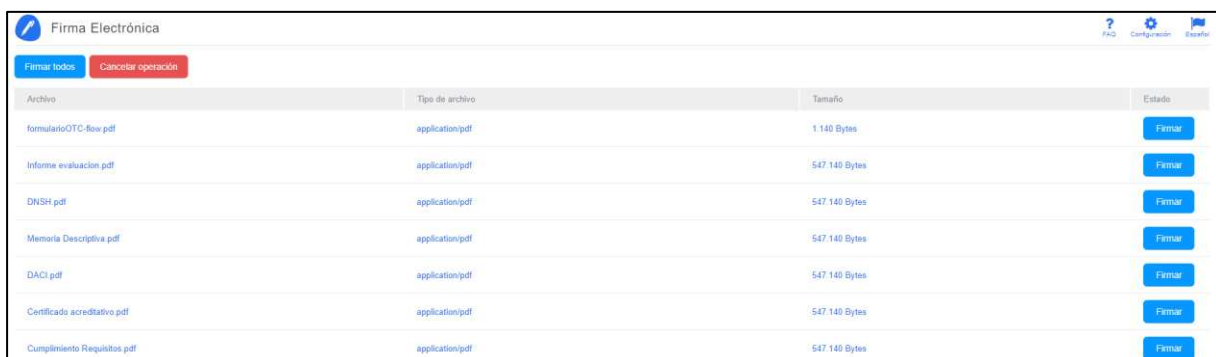 Firma Electrónica
FAQ Configuración Español
Firmar todos Cancelar operación
Archivo Tipo de archivo Tamaño Estado
formularioOTC-flow.pdf application/pdf 1.140 Bytes Firmar
Informe evaluacion.pdf application/pdf 547.140 Bytes Firmar
DNSH.pdf application/pdf 547.140 Bytes Firmar
Memoria Descriptiva.pdf application/pdf 547.140 Bytes Firmar
DACI.pdf application/pdf 547.140 Bytes Firmar
Certificado acreditativo.pdf application/pdf 547.140 Bytes Firmar
Cumplimiento Requisitos.pdf application/pdf 547.140 Bytes Firmar